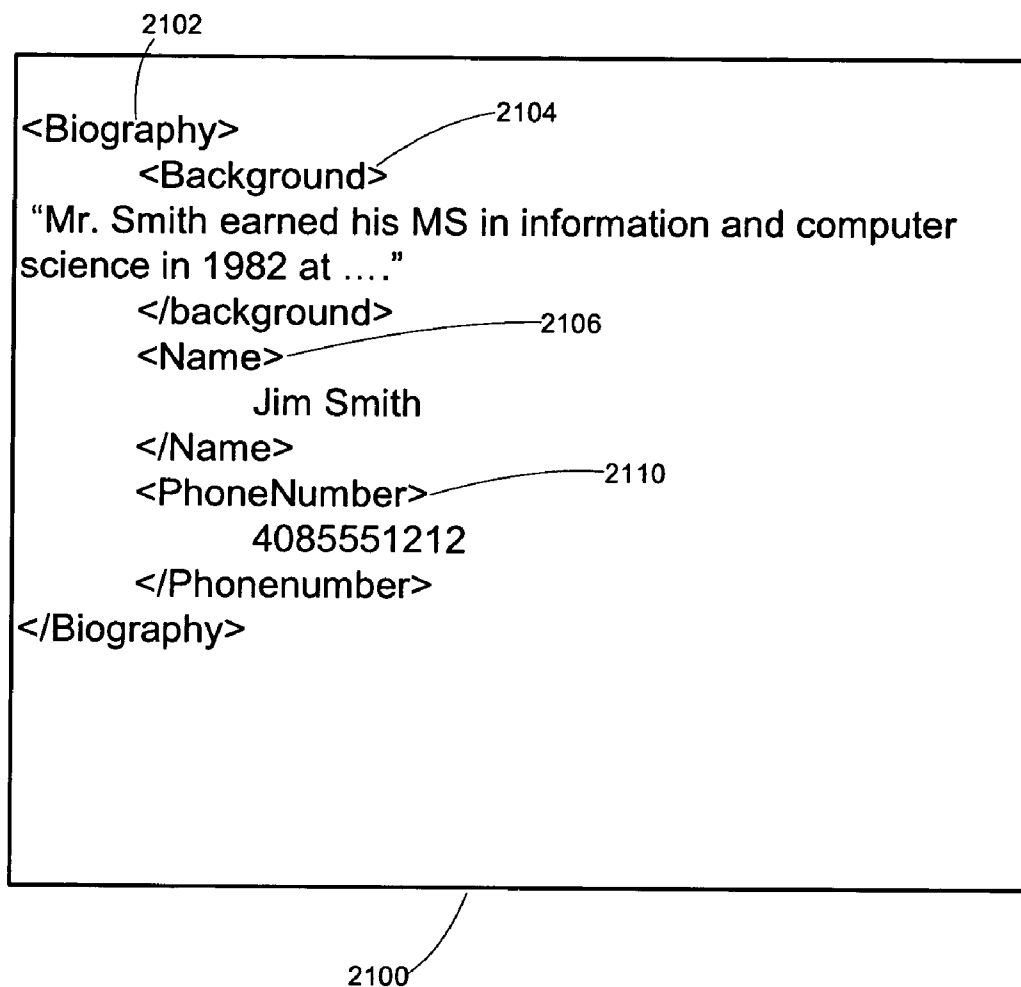 2102
<Biography>
2104
<Background>
“Mr. Smith earned his MS in information and computer
science in 1982 at ....”
</background>
2106
<Name>
Jim Smith
</Name>
2110
<PhoneNumber>
4085551212
</Phonenumber>
</Biography>
2100